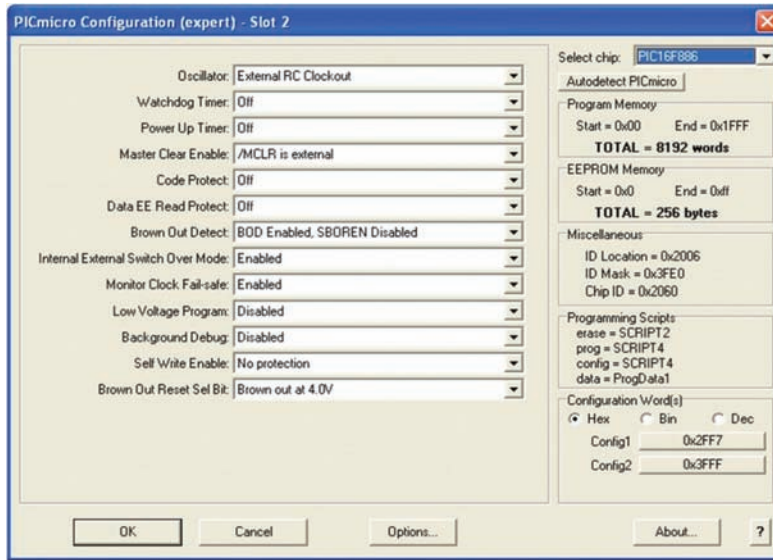 PICmicro Configuration (expert) - Slot 2
Oscillator: External RC Clockout
Watchdog Timer: Off
Power Up Timer: Off
Master Clear Enable: /MCLR is external
Code Protect: Off
Data EE Read Protect: Off
Brown Out Detect: BOD Enabled, SBOREN Disabled
Internal External Switch Over Mode: Enabled
Monitor Clock Fail-safe: Enabled
Low Voltage Program: Disabled
Background Debug: Disabled
Self Write Enable: No protection
Brown Out Reset Sel Bit: Brown out at 4.0V
Select chip: PIC16F886
Autodetect PICmicro
Program Memory
Start = 0x00 End = 0x1FFF
TOTAL = 8192 words
EEPROM Memory
Start = 0x0 End = 0xff
TOTAL = 256 bytes
Miscellaneous
ID Location = 0x2006
ID Mask = 0x3FE0
Chip ID = 0x2060
Programming Scripts
erase = SCRIPT2
prog = SCRIPT4
config = SCRIPT4
data = ProgData1
Configuration Word(s)
Hex Bin Dec
Config1 0x2FF7
Config2 0x3FFF
OK Cancel Options... About... ?